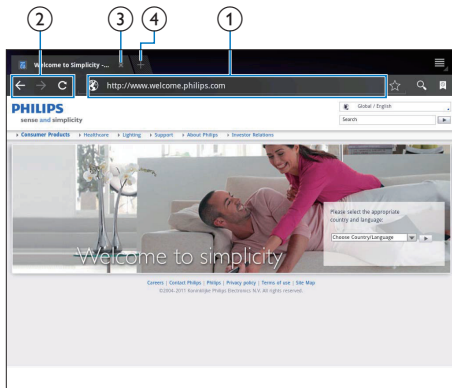 2 3 4 1
Welcome to Simplicity -... × +
http://www.welcome.philips.com
PHILIPS
sense and simplicity
Global / English
Search
Consumer Products Healthcare Lighting Support About Philips Investor Relations
Please select the appropriate
country and language:
Choose Country/Language
Welcome to simplicity
Careers | Contact Philips | Philips | Privacy policy | Terms of use | Site Map
©2004-2011 Koninklijke Philips Electronics N.V. All rights reserved.